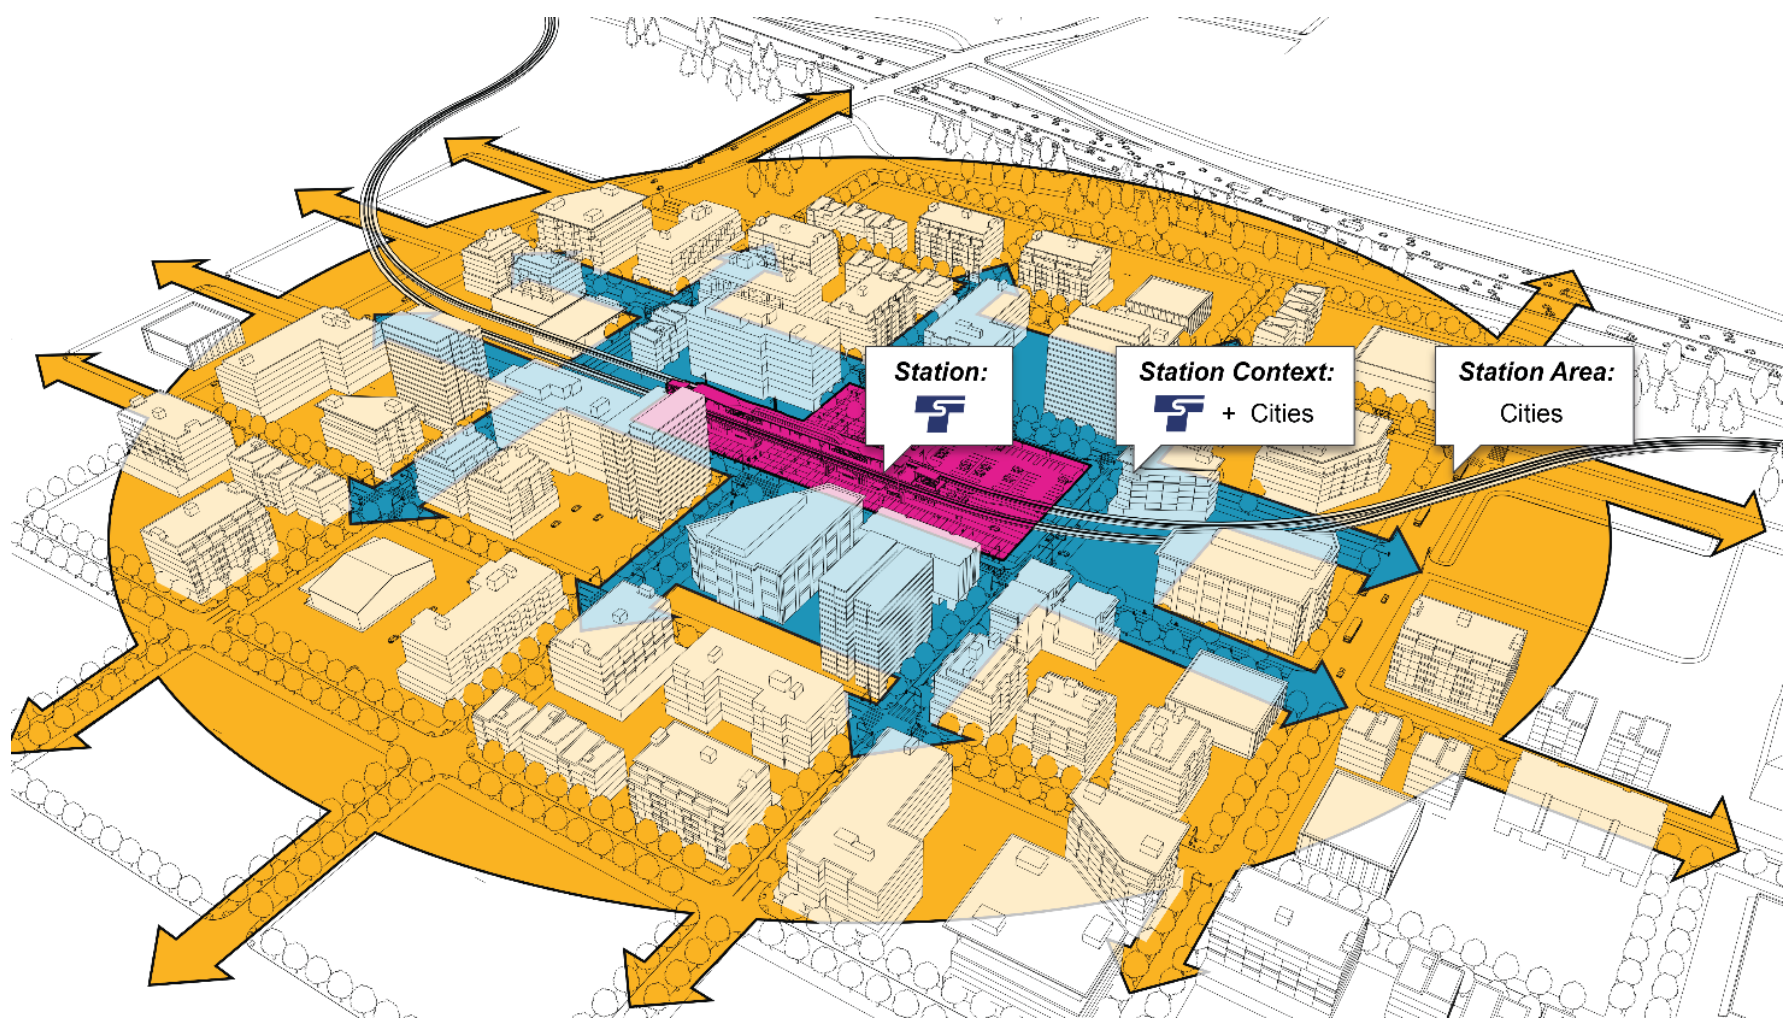 Station:
Station Context:
+ Cities
Station Area:
Cities